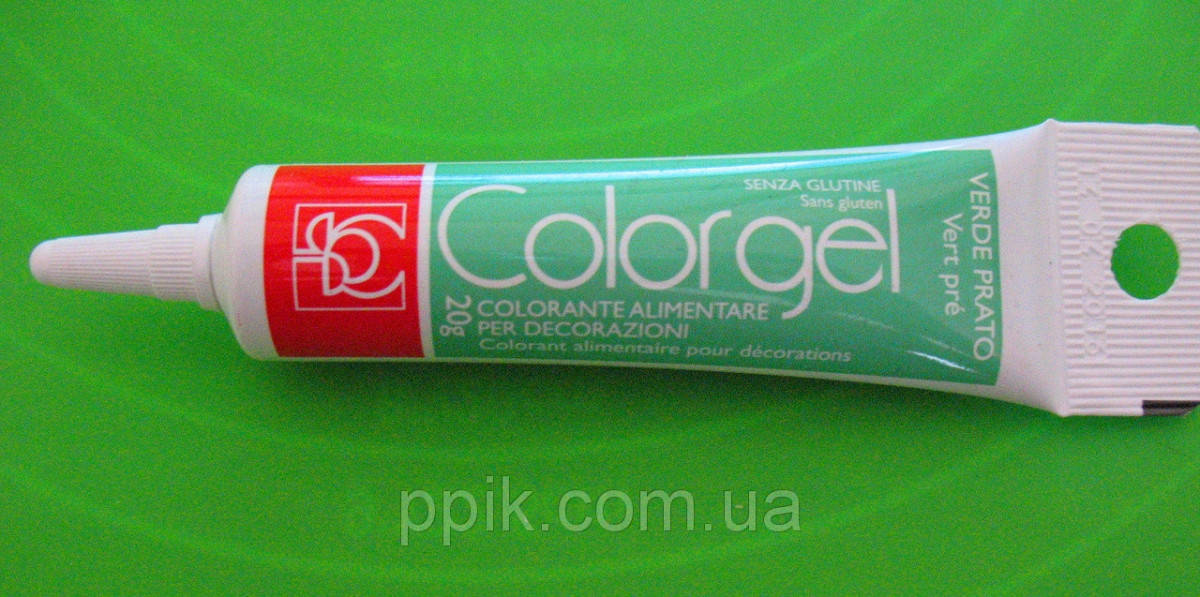 Colorgel
SENZA GLUTINE
Sans gluten
20g
COLORANTE ALIMENTARE
PER DECORAZIONI
Colorant alimentaire pour décorations
VERDE PRATO
Vert pré
ppik.com.ua